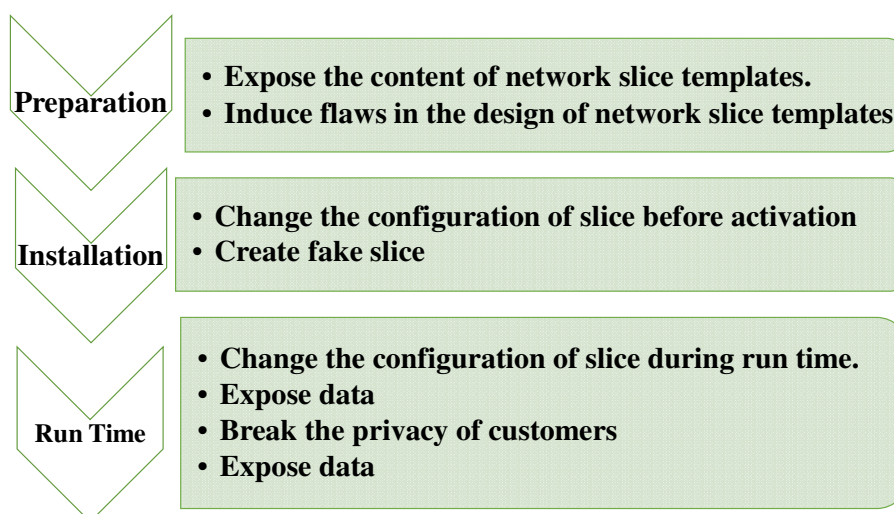 Preparation
• Expose the content of network slice templates.
• Induce flaws in the design of network slice templates
Installation
• Change the configuration of slice before activation
• Create fake slice
Run Time
• Change the configuration of slice during run time.
• Expose data
• Break the privacy of customers
• Expose data